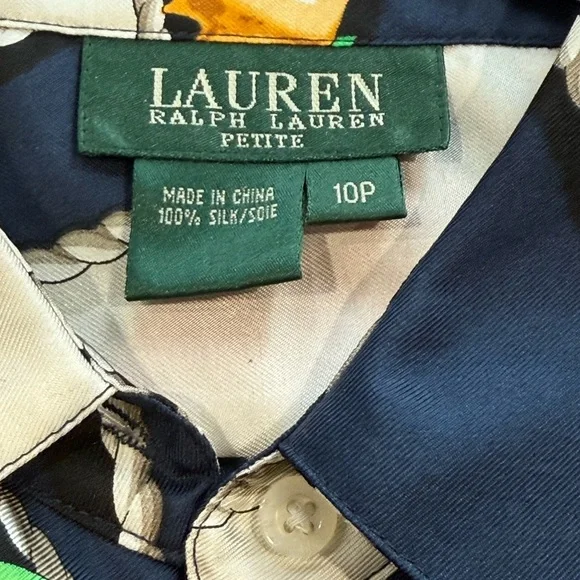 LAUREN
RALPH LAUREN
PETITE
MADE IN CHINA
100% SILK/SOIE
10P